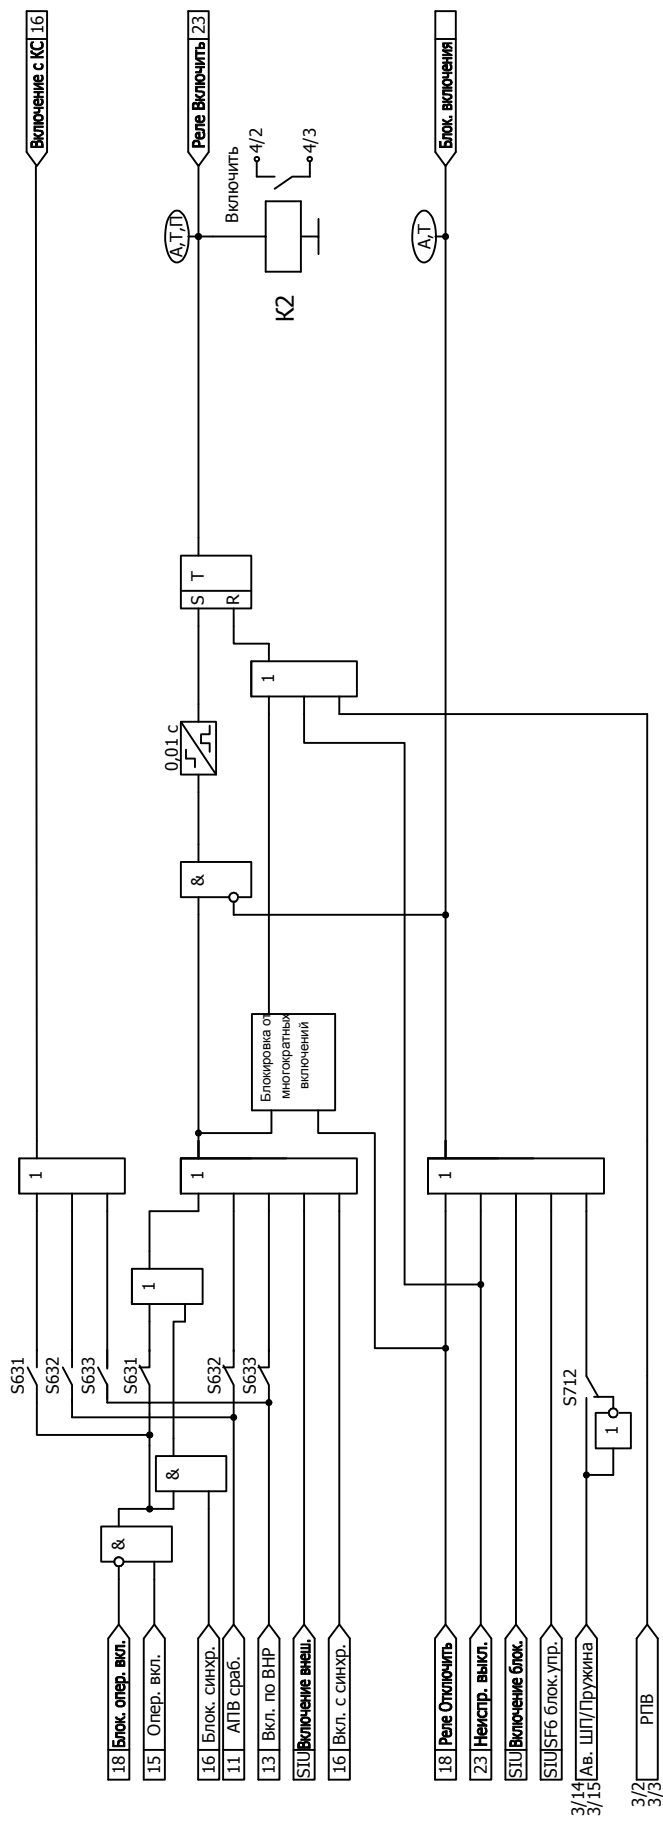 Включение с КС 16
Реле Включить 23
Блок. включения
А,Т,П
Включить
4/2
4/3
К2
А,Т
S T
R
1
0,01 с
&
Блокировка от
многократных
включений
1
1
1
1
S631
S632
S633
S631
S632
S633
S712
1
&
&
18 Блок. опер. вкл.
15 Опер. вкл.
16 Блок. синхр.
11 АПВ сраб.
13 Вкл. по ВНР
SIU Включение внеш.
16 Вкл. с синхр.
18 Реле Отключить
23 Неиспр. выкл.
SIU Включение блок.
SIU SF6 блок.упр.
3/14
3/15
Ав. ШП/Пружина
3/2
3/3
РПВ